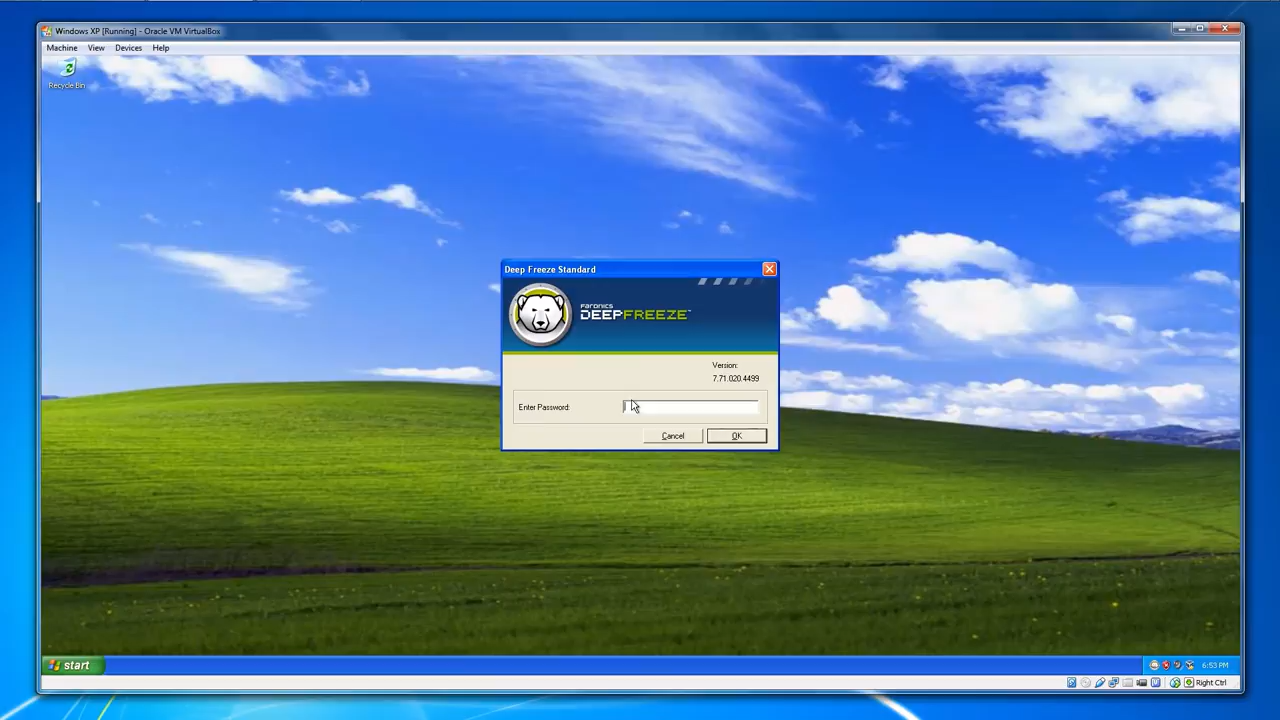 Windows XP [Running] - Oracle VM VirtualBox
Machine View Devices Help
Recycle Bin
Deep Freeze Standard
FARONICS
DEEPFREEZE™
Version:
7.71.020.4499
Enter Password:
Cancel OK
start
6:53 PM
Right Ctrl